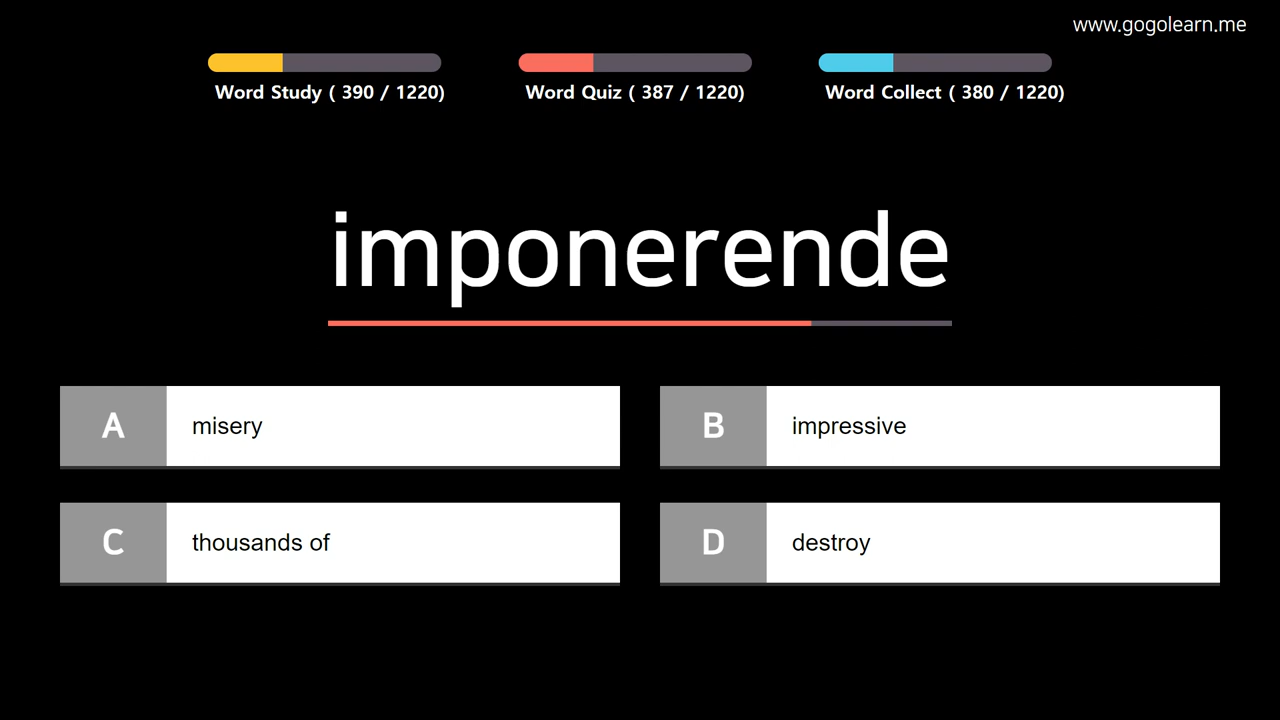 www.gogolearn.me
Word Study ( 390 / 1220)
Word Quiz ( 387 / 1220)
Word Collect ( 380 / 1220)
imponerende
A misery
B impressive
C thousands of
D destroy